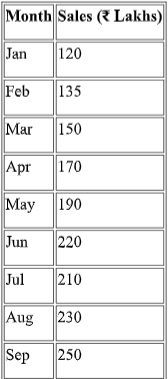 Month Sales (₹ Lakhs)
Jan 120
Feb 135
Mar 150
Apr 170
May 190
Jun 220
Jul 210
Aug 230
Sep 250